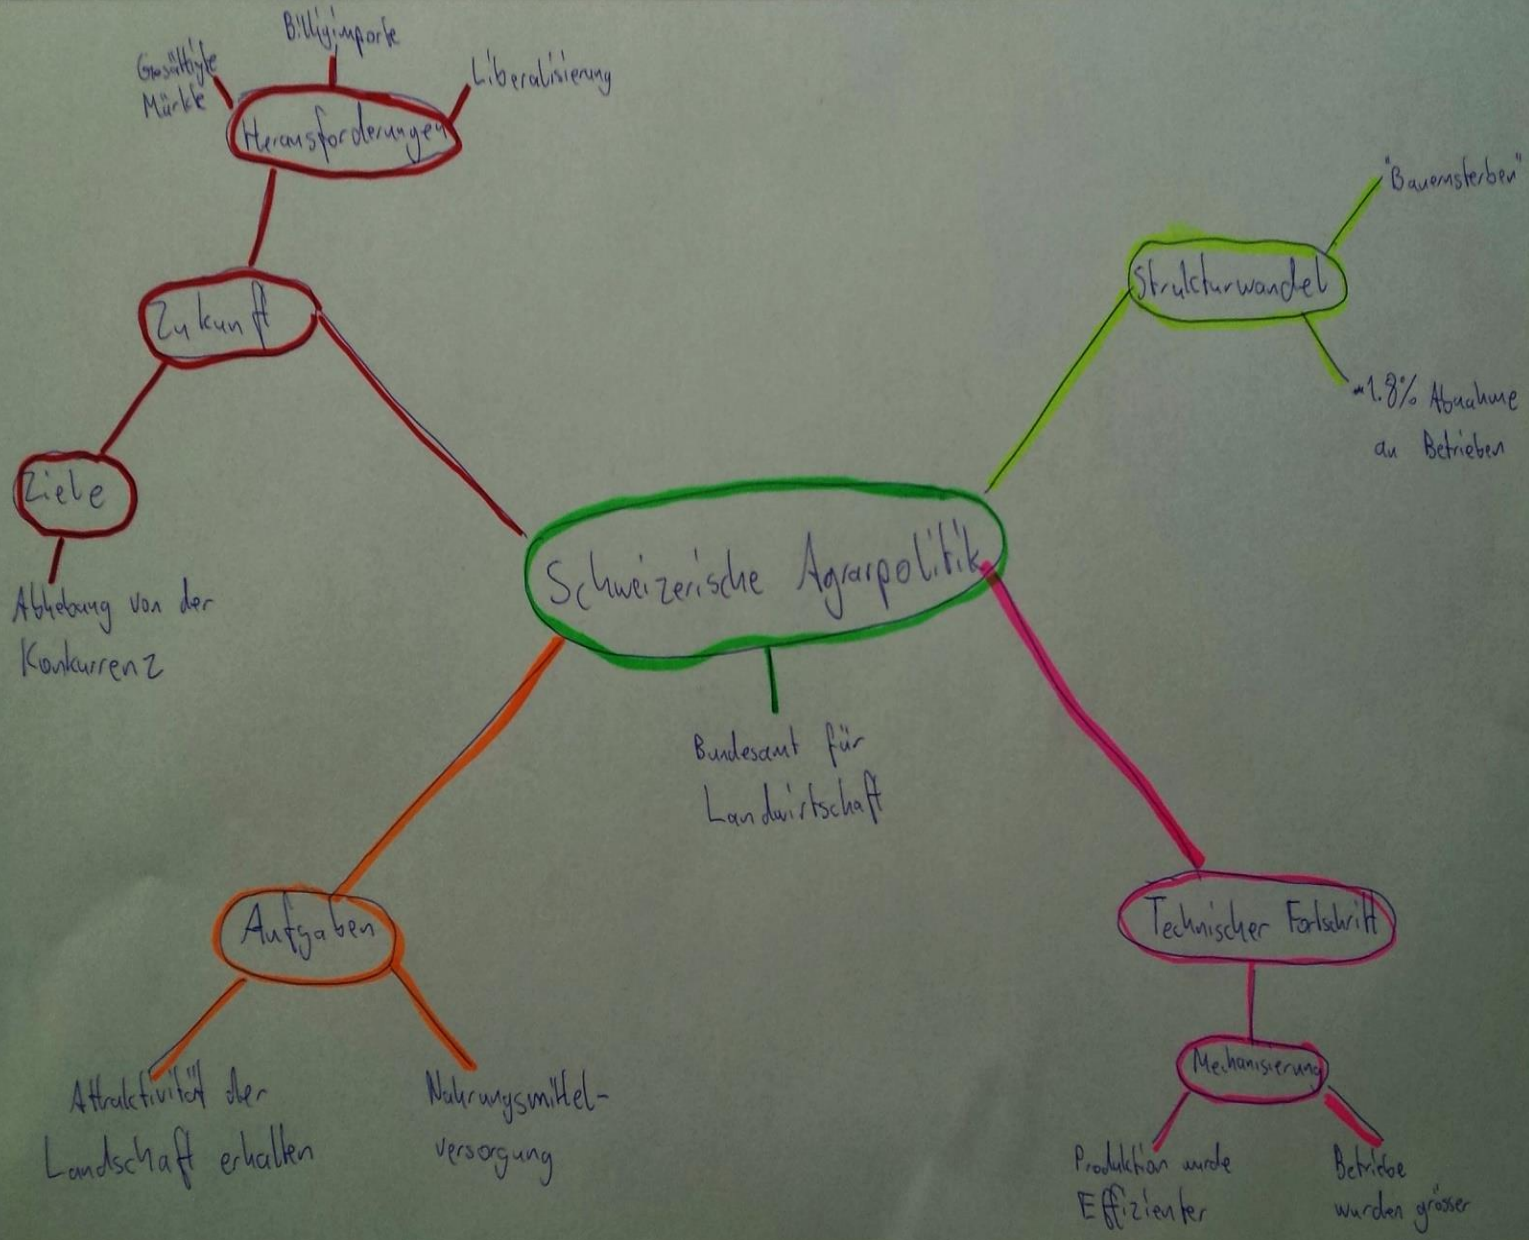 Billigimporte
Gesättigte
Märkte
Liberalisierung
Herausforderungen
Zukunft
Ziele
Abhebung von der
Konkurrenz
"Bauernsterben"
Strukturwandel
-1.8% Abnahme
an Betrieben
Schweizerische Agrarpolitik
Bundesamt für
Landwirtschaft
Aufgaben
Attraktivität der
Landschaft erhalten
Nahrungsmittel-
versorgung
Technischer Fortschritt
Mechanisierung
Produktion wurde
Effizienter
Betriebe
wurden grösser